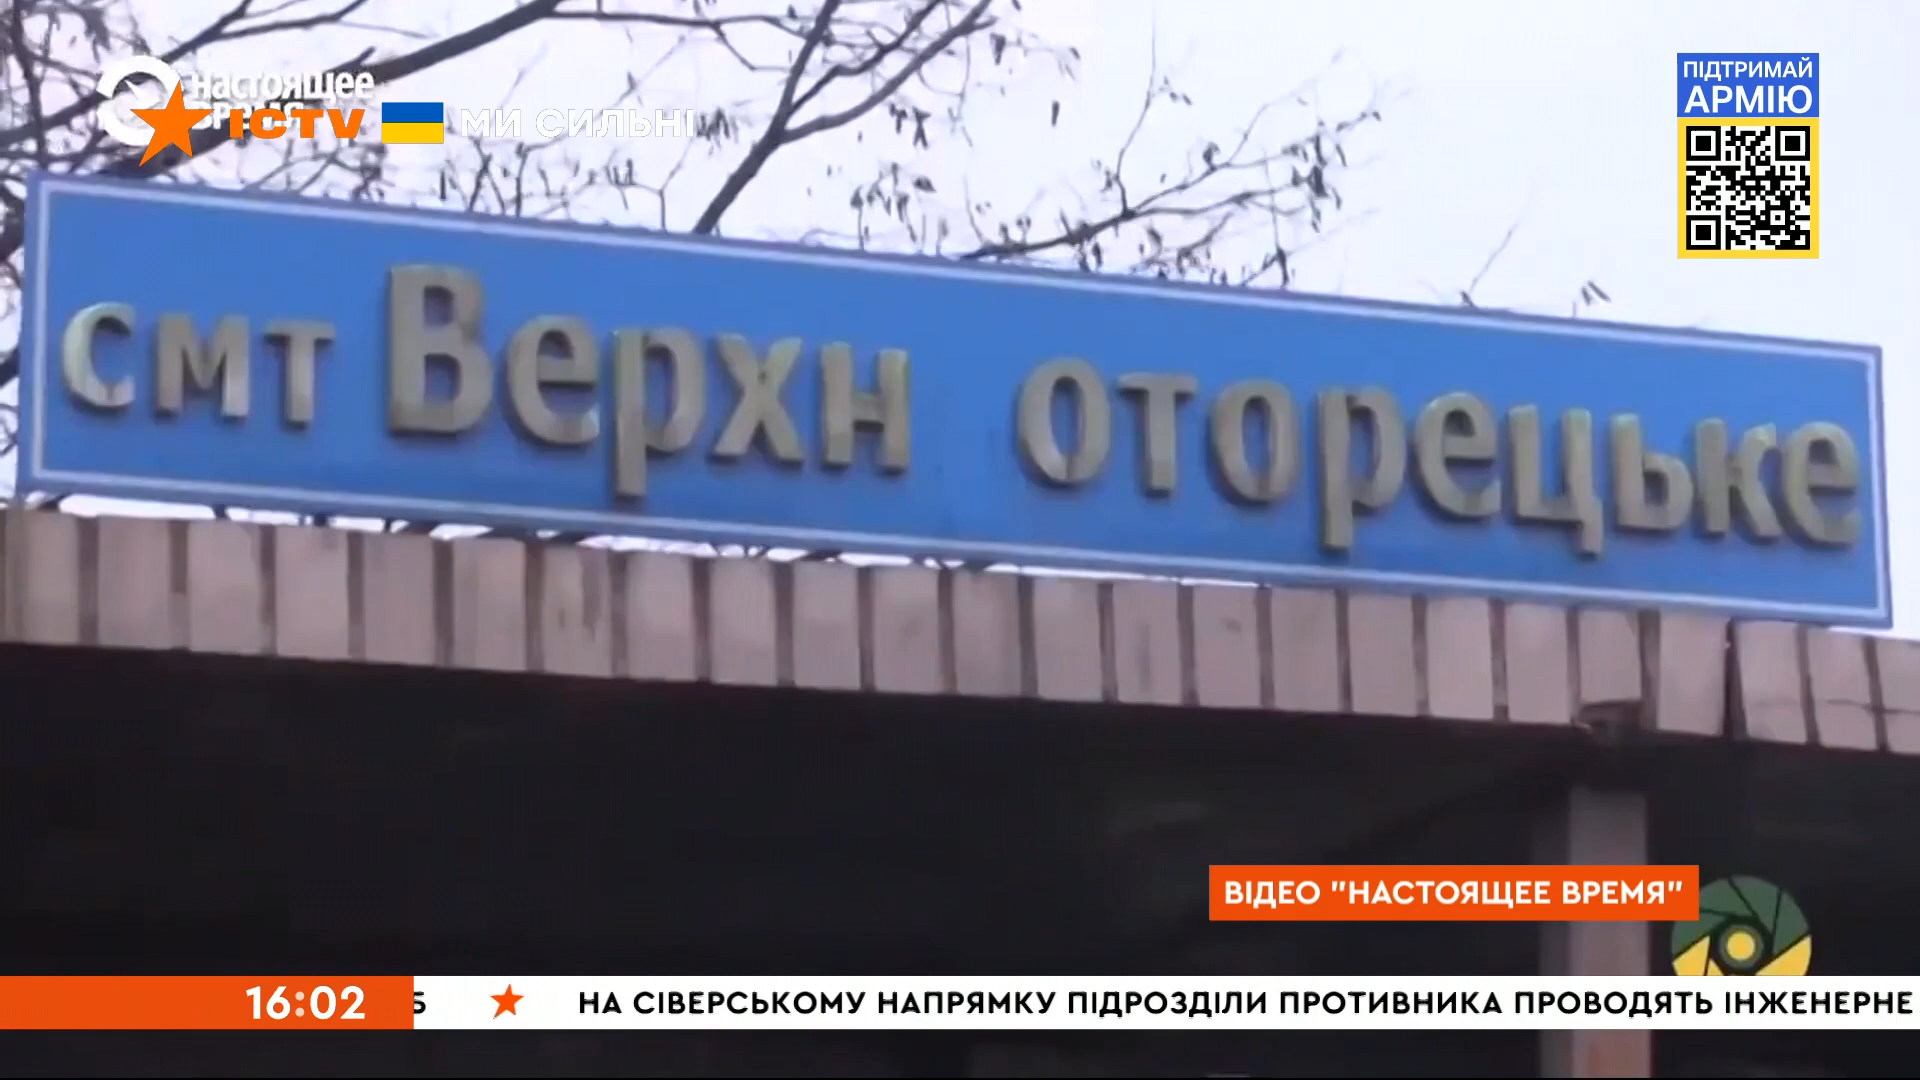 настоящее
время
ICTV
МИ СИЛЬНІ
ПІДТРИМАЙ
АРМІЮ
смт Верхн оторецьке
ВІДЕО "НАСТОЯЩЕЕ ВРЕМЯ"
16:02
Б
НА СІВЕРСЬКОМУ НАПРЯМКУ ПІДРОЗДІЛИ ПРОТИВНИКА ПРОВОДЯТЬ ІНЖЕНЕРНЕ